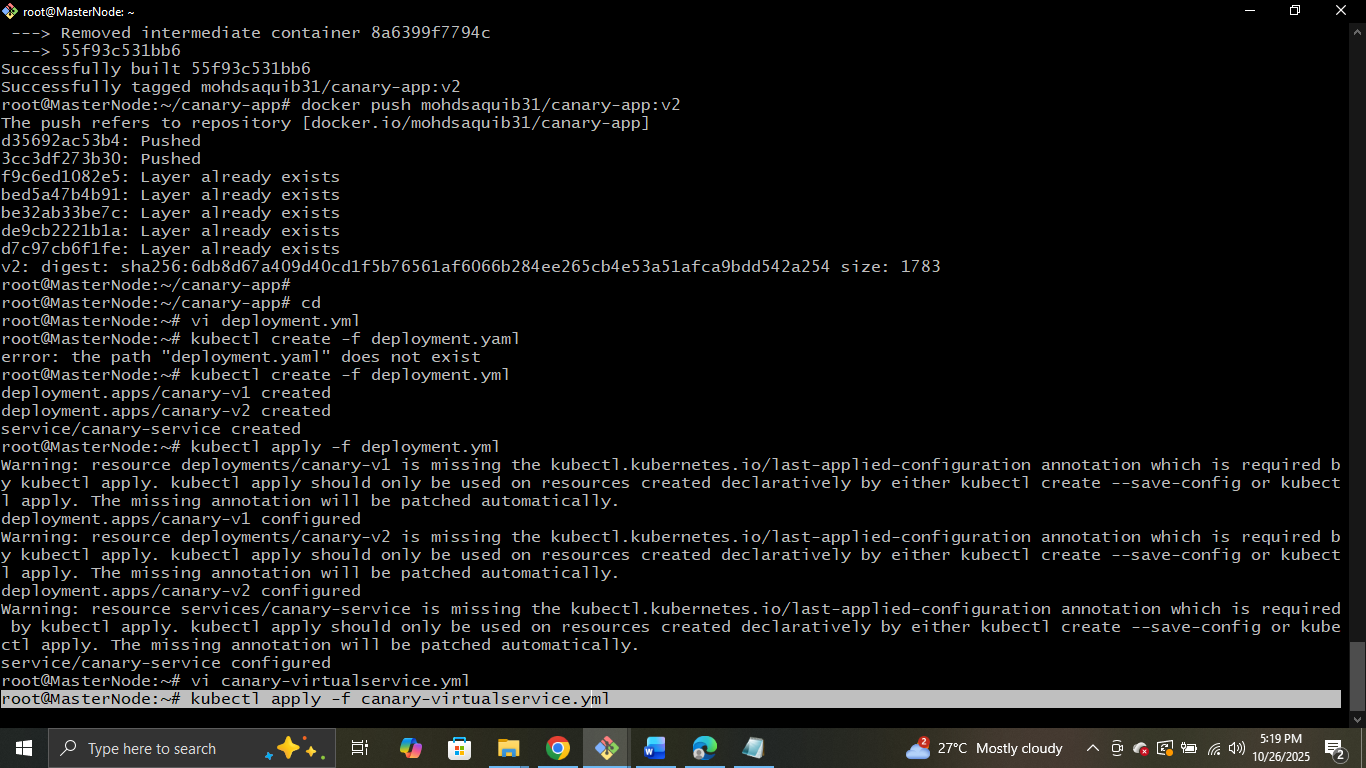 root@MasterNode: ~
---> Removed intermediate container 8a6399f7794c
---> 55f93c531bb6
Successfully built 55f93c531bb6
Successfully tagged mohdsaquib31/canary-app:v2
root@MasterNode:~/canary-app# docker push mohdsaquib31/canary-app:v2
The push refers to repository [docker.io/mohdsaquib31/canary-app]
d35692ac53b4: Pushed
3cc3df273b30: Pushed
f9c6ed1082e5: Layer already exists
bed5a47b4b91: Layer already exists
be32ab33be7c: Layer already exists
de9cb2221b1a: Layer already exists
d7c97cb6f1fe: Layer already exists
v2: digest: sha256:6db8d67a409d40cd1f5b76561af6066b284ee265cb4e53a51afca9bdd542a254 size: 1783
root@MasterNode:~/canary-app#
root@MasterNode:~/canary-app# cd
root@MasterNode:~# vi deployment.yml
root@MasterNode:~# kubectl create -f deployment.yaml
error: the path "deployment.yaml" does not exist
root@MasterNode:~# kubectl create -f deployment.yml
deployment.apps/canary-v1 created
deployment.apps/canary-v2 created
service/canary-service created
root@MasterNode:~# kubectl apply -f deployment.yml
Warning: resource deployments/canary-v1 is missing the kubectl.kubernetes.io/last-applied-configuration annotation which is required b
y kubectl apply. kubectl apply should only be used on resources created declaratively by either kubectl create --save-config or kubect
l apply. The missing annotation will be patched automatically.
deployment.apps/canary-v1 configured
Warning: resource deployments/canary-v2 is missing the kubectl.kubernetes.io/last-applied-configuration annotation which is required b
y kubectl apply. kubectl apply should only be used on resources created declaratively by either kubectl create --save-config or kubect
l apply. The missing annotation will be patched automatically.
deployment.apps/canary-v2 configured
Warning: resource services/canary-service is missing the kubectl.kubernetes.io/last-applied-configuration annotation which is required
 by kubectl apply. kubectl apply should only be used on resources created declaratively by either kubectl create --save-config or kube
ctl apply. The missing annotation will be patched automatically.
service/canary-service configured
root@MasterNode:~# vi canary-virtualservice.yml
root@MasterNode:~# kubectl apply -f canary-virtualservice.yml
Type here to search
2
27°C Mostly cloudy
5:19 PM
10/26/2025
2